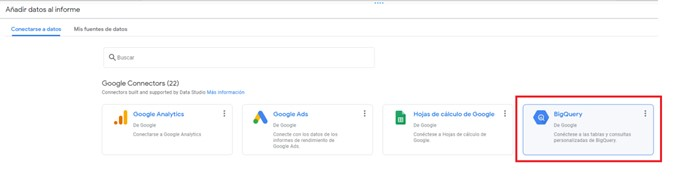 Añadir datos al informe
Conectarse a datos
Mis fuentes de datos
Buscar
Google Connectors (22)
Connectors built and supported by Data Studio Más información
Google Analytics
De Google
Conectarse a Google Analytics
Google Ads
De Google
Conecte con los datos de los
informes de rendimiento de
Google Ads.
Hojas de cálculo de Google
De Google
Conéctese a Hojas de cálculo de
Google.
BigQuery
De Google
Conéctese a las tablas y consultas
personalizadas de BigQuery.